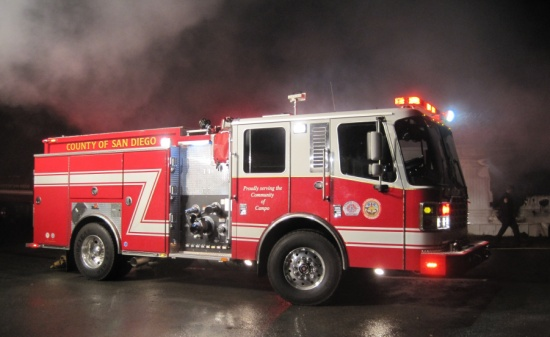 COUNTY OF SAN DIEGO
Proudly serving the
Community of
Campo